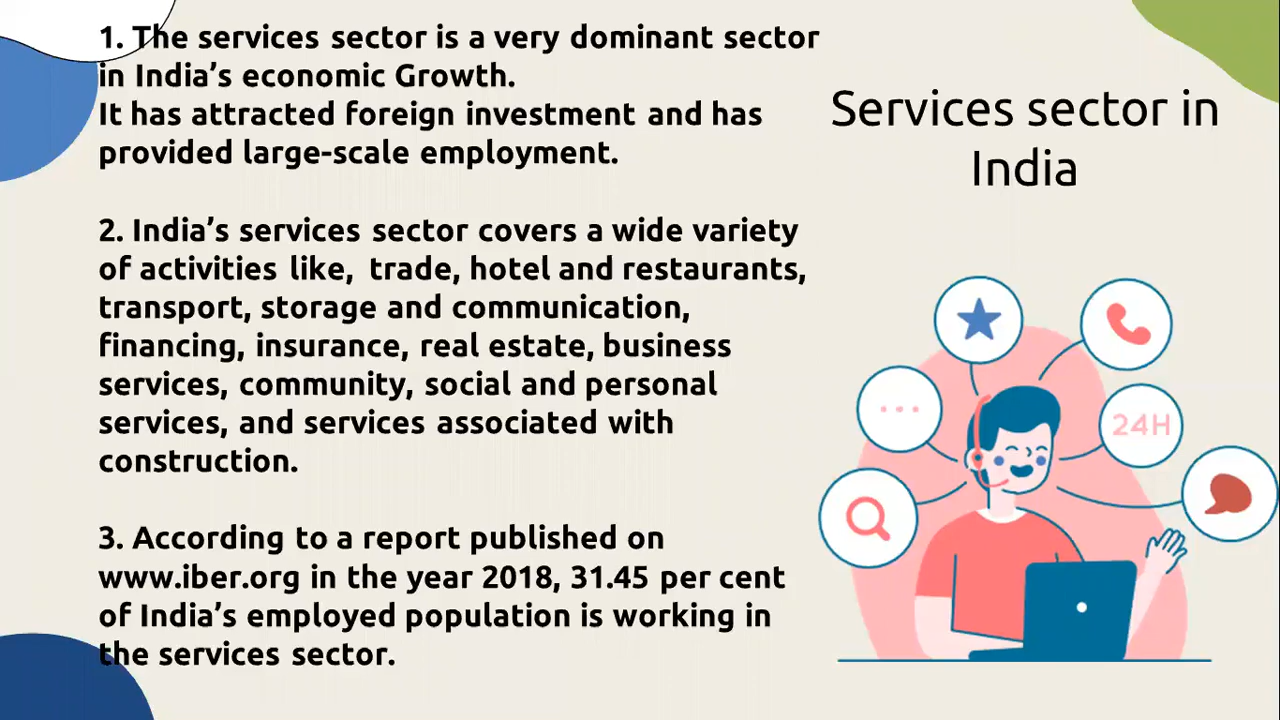 1. The services sector is a very dominant sector
in India’s economic Growth.
It has attracted foreign investment and has
provided large-scale employment.
2. India’s services sector covers a wide variety
of activities like, trade, hotel and restaurants,
transport, storage and communication,
financing, insurance, real estate, business
services, community, social and personal
services, and services associated with
construction.
3. According to a report published on
www.iber.org in the year 2018, 31.45 per cent
of India’s employed population is working in
the services sector.
Services sector in
India
24H